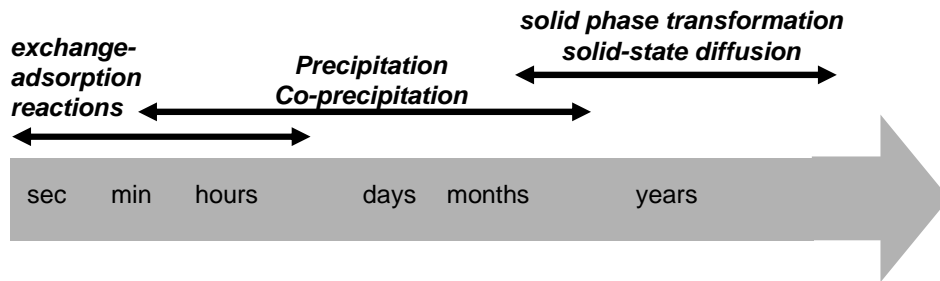 solid phase transformation
solid-state diffusion
exchange-
adsorption
reactions
Precipitation
Co-precipitation
sec min hours days months years